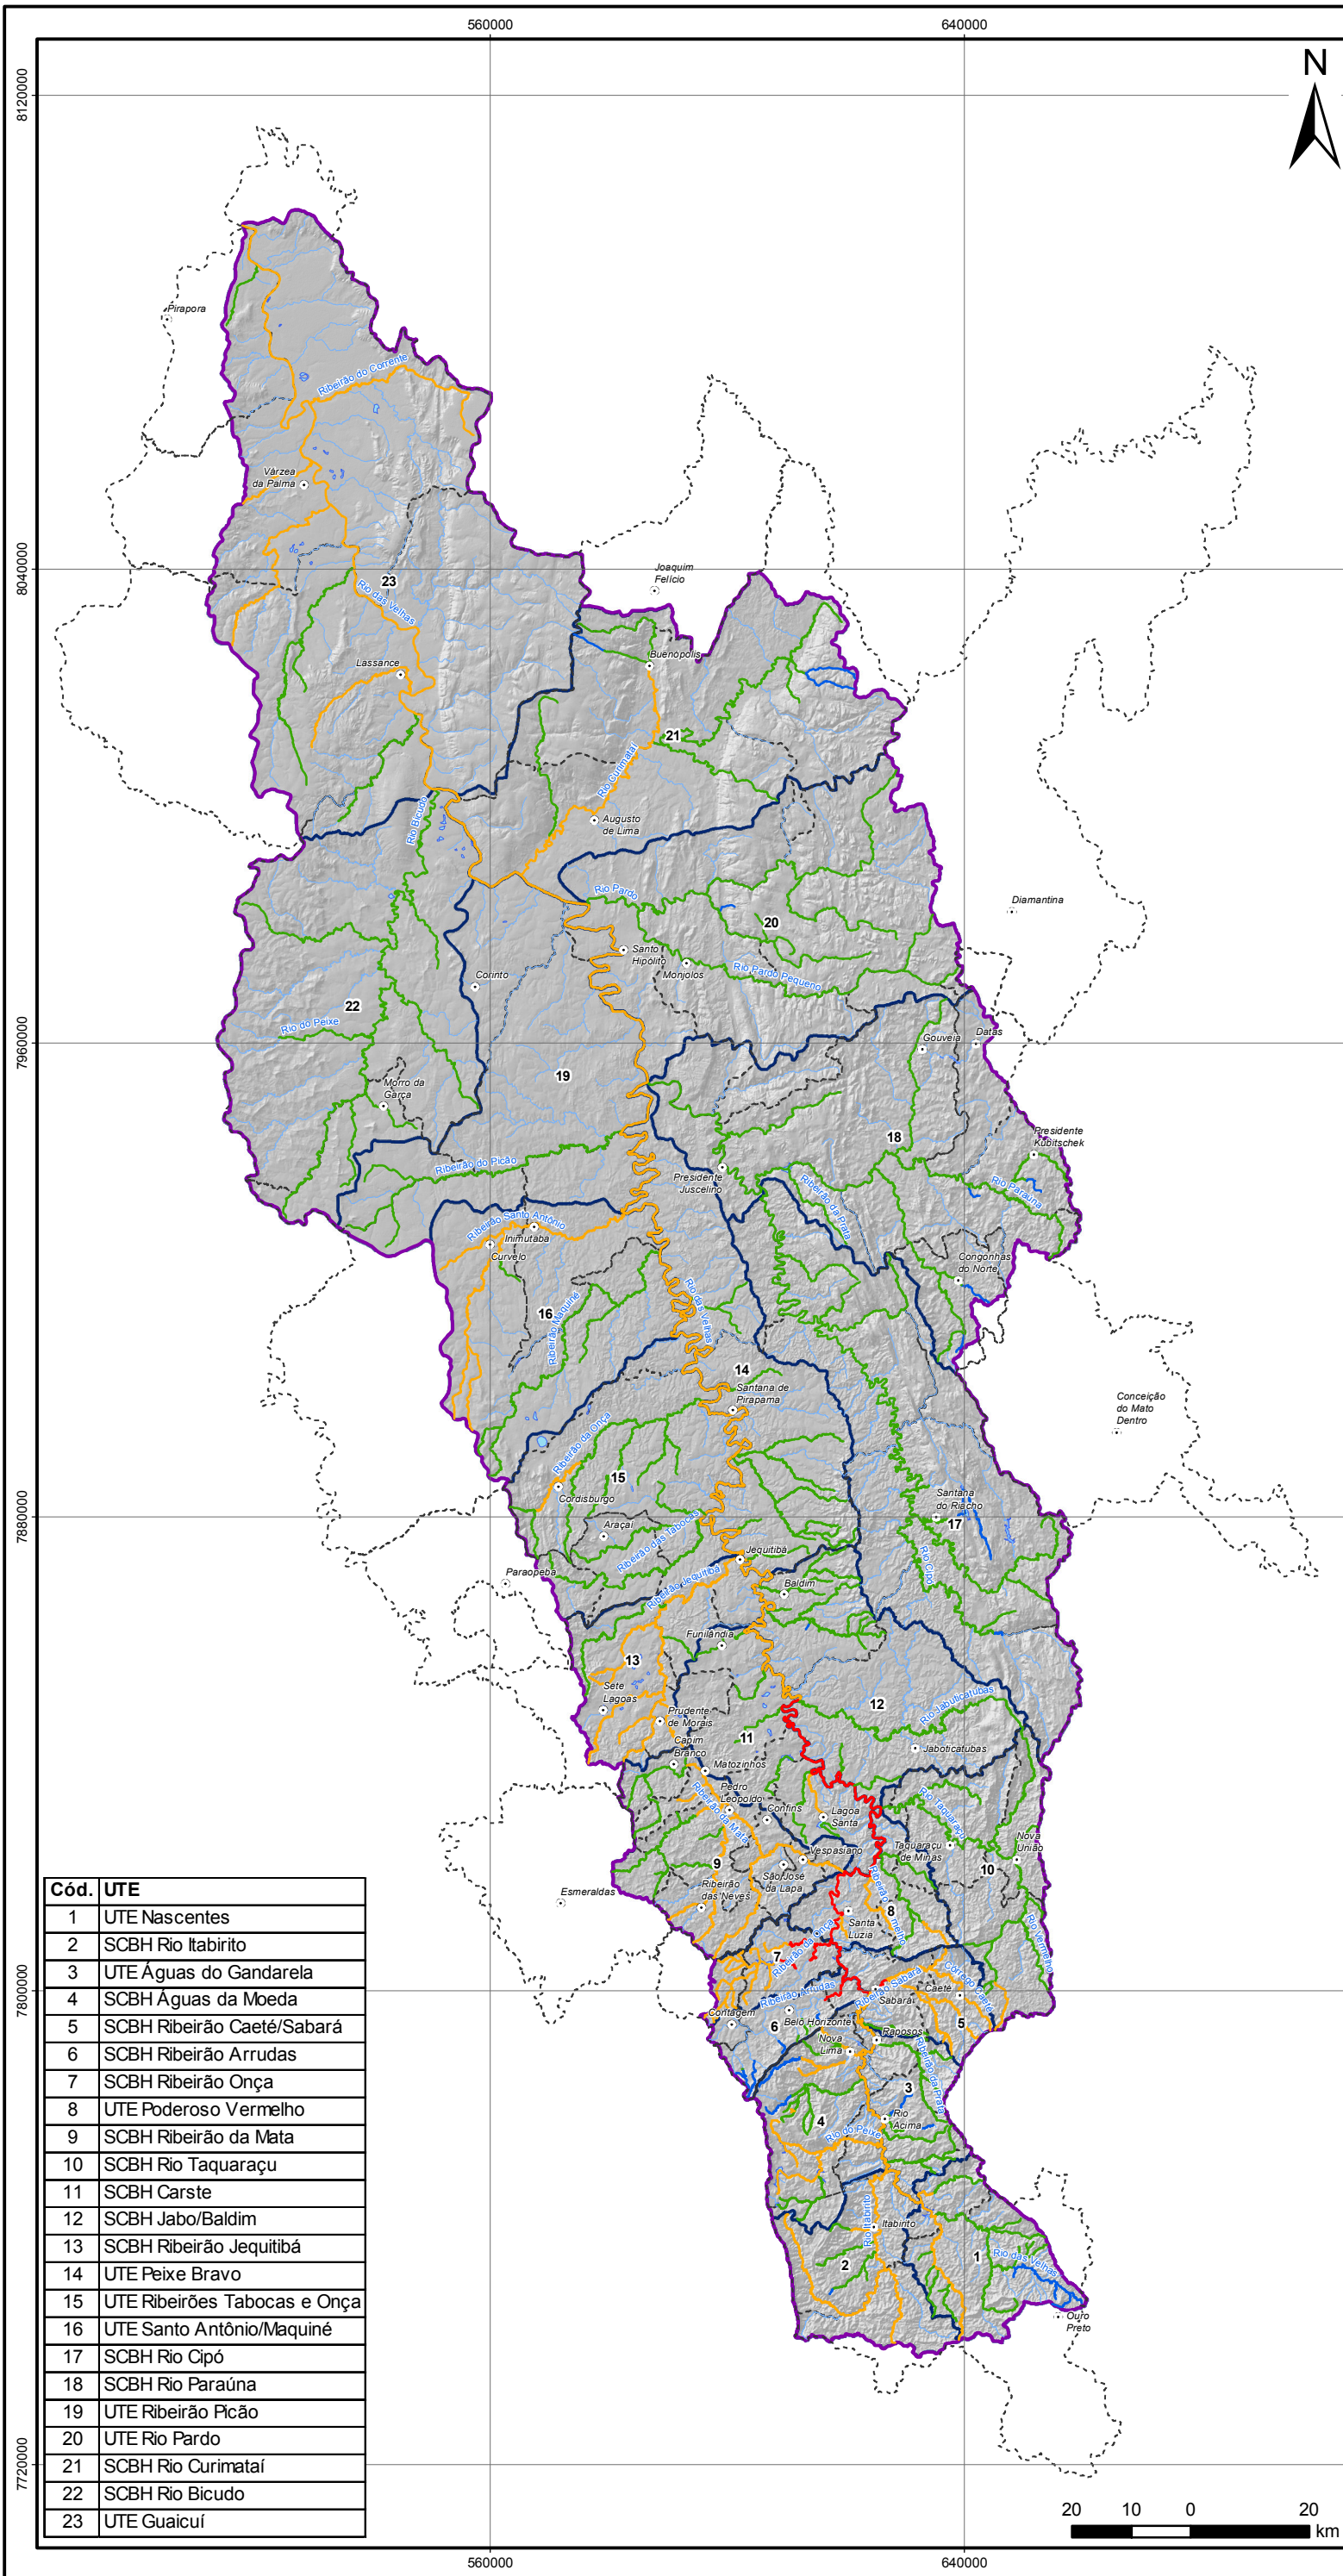 560000
640000
N
8120000
Pirapora
Ribeirão do Corrente
Várzea
da Palma
8040000
Joaquim
Felício
23
Rio das Velhas
Lassance
Buenópolis
21
Rio Curimataí
Rio Bicudo
Augusto
de Lima
Rio Pardo
Diamantina
20
Santo
Hipólito
Monjolos
Rio Pardo Pequeno
Corinto
22
Rio do Peixe
7960000
Gouveia
Datas
19
Morro da
Garça
18
Presidente
Kubitschek
Ribeirão do Picão
Presidente
Juscelino
Ribeirão da Prata
Rio Paraúna
Ribeirão Santo Antônio
Inimutaba
Curvelo
Congonhas
do Norte
16
Ribeirão Maquiné
Rio das Velhas
14
Santana de
Pirapama
Conceição
do Mato
Dentro
Ribeirão da Onça
15
Cordisburgo
Santana
do Riacho
17
7880000
Araçaí
Ribeirão das Tabocas
Jequitibá
Rio Cipó
Paraopeba
Ribeirão Jequitibá
Baldim
Funilândia
13
Sete
Lagoas
12
Rio Jabuticatubas
Prudente
de Morais
11
Capim
Branco
Jaboticatubas
Matozinhos
Pedro
Leopoldo
Ribeirão da Mata
Confins
Lagoa
Santa
Rio Taquaraçu
Taquaraçu
de Minas
Nova
União
Vespasiano
9
São José
da Lapa
10
Esmeraldas
Ribeirão
das Neves
8
Santa
Luzia
Rio Vermelho
7
Ribeirão da Onça
7800000
Ribeirão Arrudas
Ribeirão Sabará
Sabará
Caeté
Contagem
6
Belo Horizonte
5
Nova
Lima
Raposos
Ribeirão da Prata
3
4
Rio
Acima
Rio do Peixe
Rio Itabirito
Itabirito
2
1
Rio das Velhas
Ouro
Preto
7720000
Cód. UTE
1 UTE Nascentes
2 SCBH Rio Itabirito
3 UTE Águas do Gandarela
4 SCBH Águas da Moeda
5 SCBH Ribeirão Caeté/Sabará
6 SCBH Ribeirão Arrudas
7 SCBH Ribeirão Onça
8 UTE Poderoso Vermelho
9 SCBH Ribeirão da Mata
10 SCBH Rio Taquaraçu
11 SCBH Carste
12 SCBH Jabo/Baldim
13 SCBH Ribeirão Jequitibá
14 UTE Peixe Bravo
15 UTE Ribeirões Tabocas e Onça
16 UTE Santo Antônio/Maquiné
17 SCBH Rio Cipó
18 SCBH Rio Paraúna
19 UTE Ribeirão Picão
20 UTE Rio Pardo
21 SCBH Rio Curimataí
22 SCBH Rio Bicudo
23 UTE Guaicuí
20 10 0 20
km
560000
640000